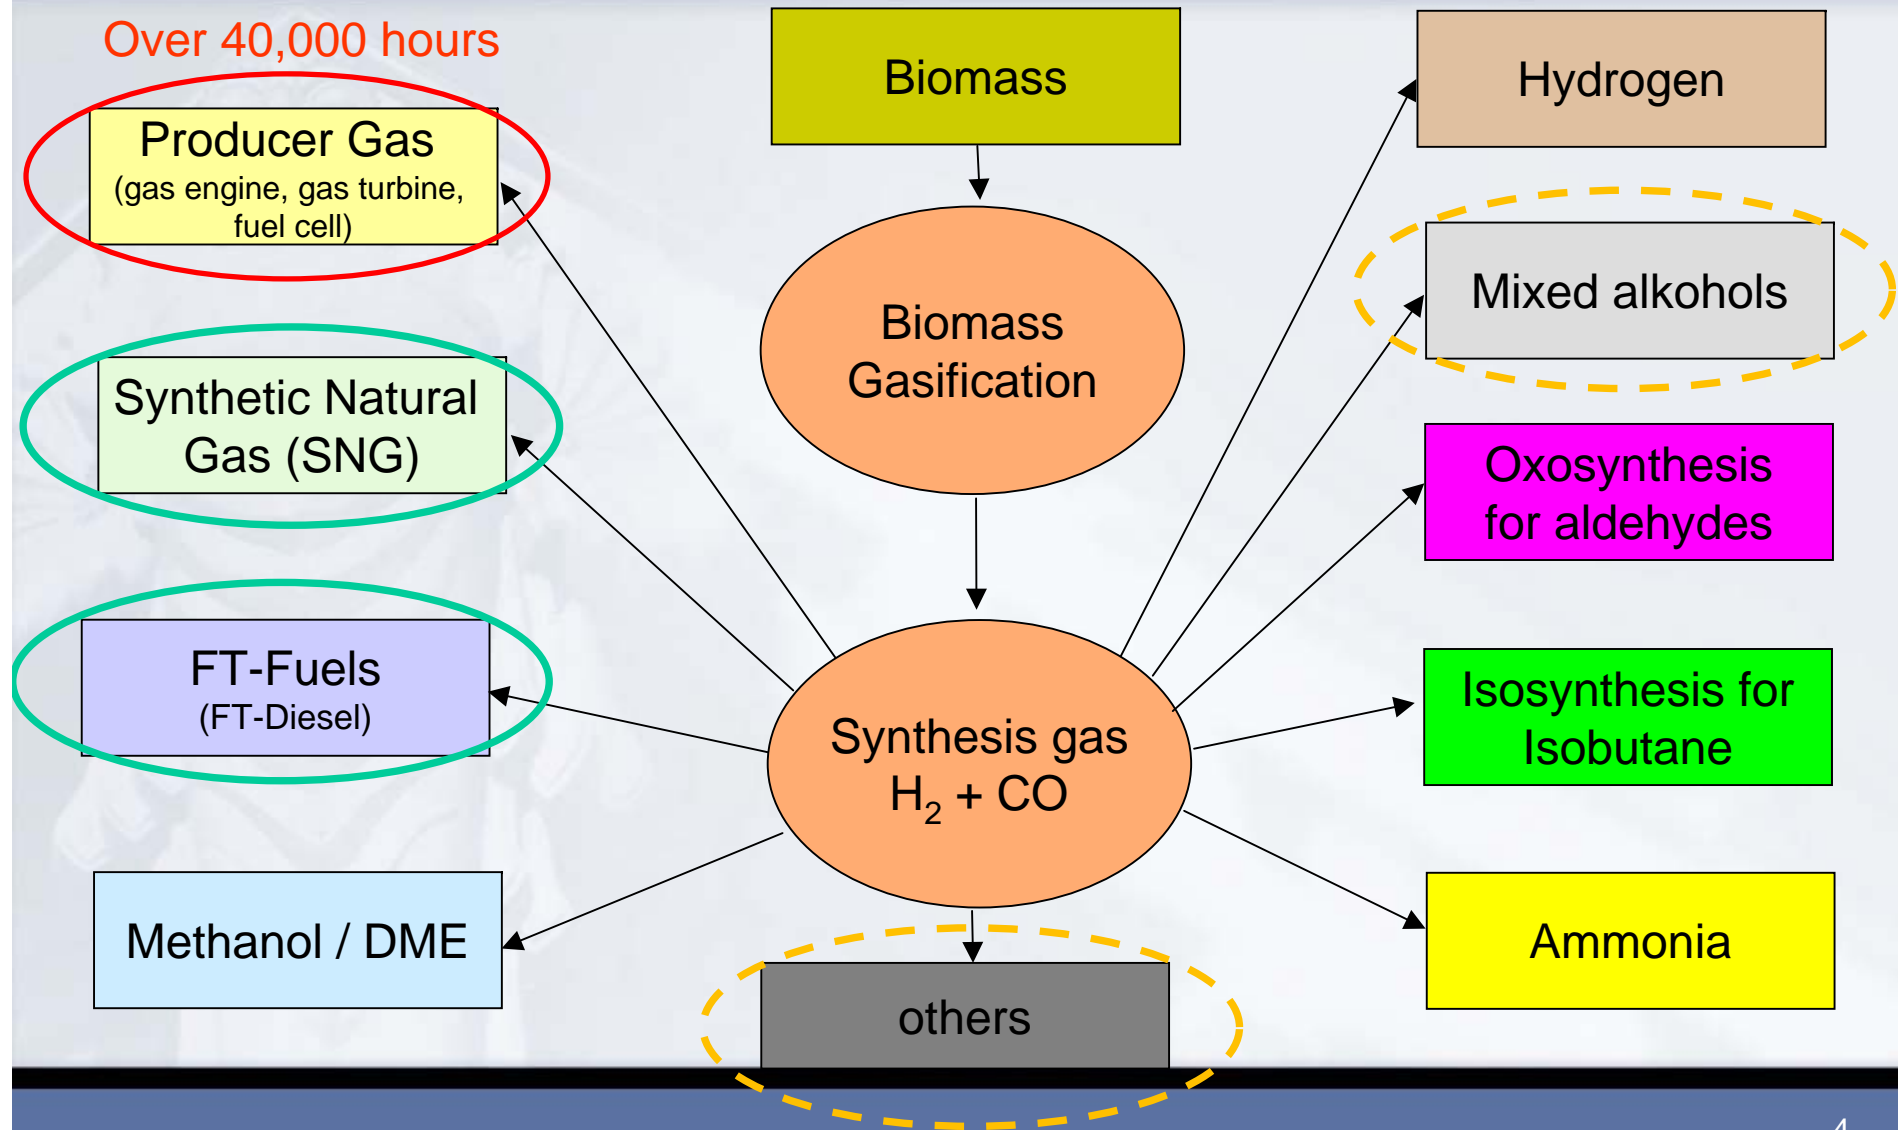 Over 40,000 hours
Producer Gas
(gas engine, gas turbine,
fuel cell)
Synthetic Natural
Gas (SNG)
FT-Fuels
(FT-Diesel)
Methanol / DME
Biomass
Biomass
Gasification
Synthesis gas
H₂ + CO
others
Hydrogen
Mixed alkohols
Oxosynthesis
for aldehydes
Isosynthesis for
Isobutane
Ammonia
4